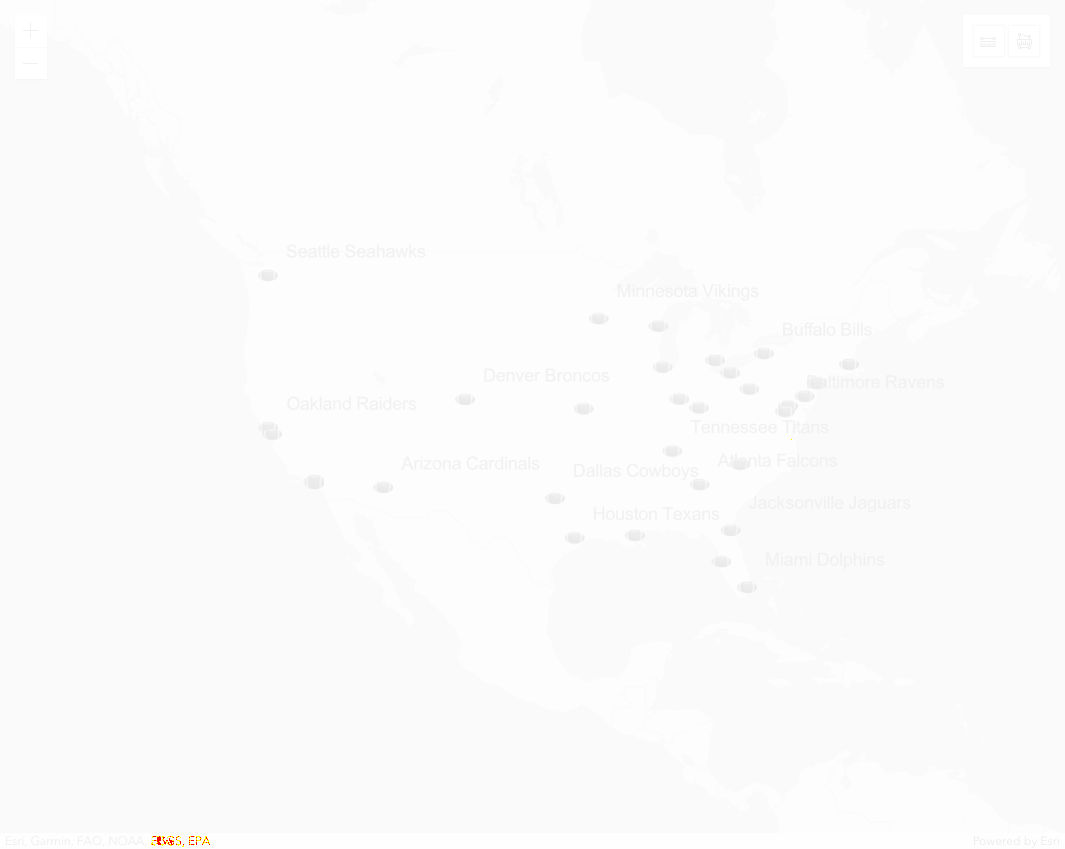 Seattle Seahawks
Minnesota Vikings
Buffalo Bills
Denver Broncos
Baltimore Ravens
Oakland Raiders
Tennessee Titans
Arizona Cardinals
Dallas Cowboys
Atlanta Falcons
Houston Texans
Jacksonville Jaguars
Miami Dolphins
Esri, Garmin, FAO, NOAA, EPA
Powered by Esri